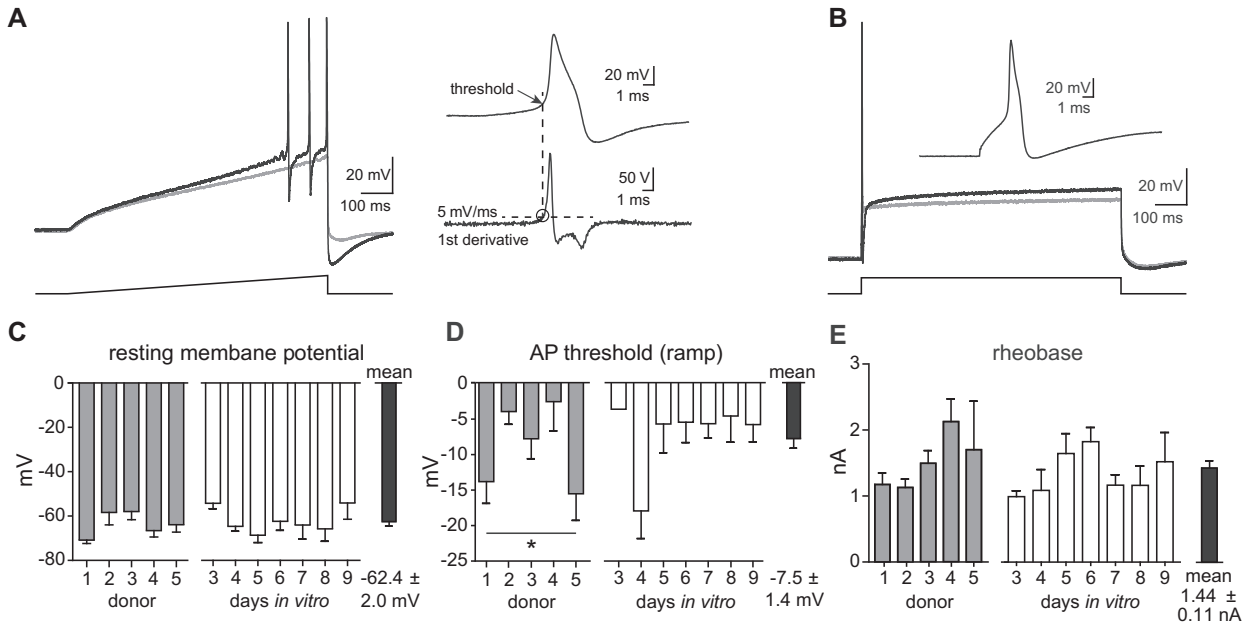 A
threshold
20 mV
1 ms
20 mV
100 ms
5 mV/ms
1st derivative
50 V
1 ms
B
20 mV
1 ms
20 mV
100 ms
C
resting membane potential
mean
mV
0
-20
-40
-60
-80
1 2 3 4 5
donor
3 4 5 6 7 8 9
days in vitro
-62.4 ±
2.0 mV
D
AP threshold (ramp)
mean
mV
0
-5
-10
-15
-20
-25
*
1 2 3 4 5
donor
3 4 5 6 7 8 9
days in vitro
-7.5 ±
1.4 mV
E
rheobase
nA
3
2
1
0
1 2 3 4 5
donor
3 4 5 6 7 8 9
days in vitro
mean
1.44 ±
0.11 nA